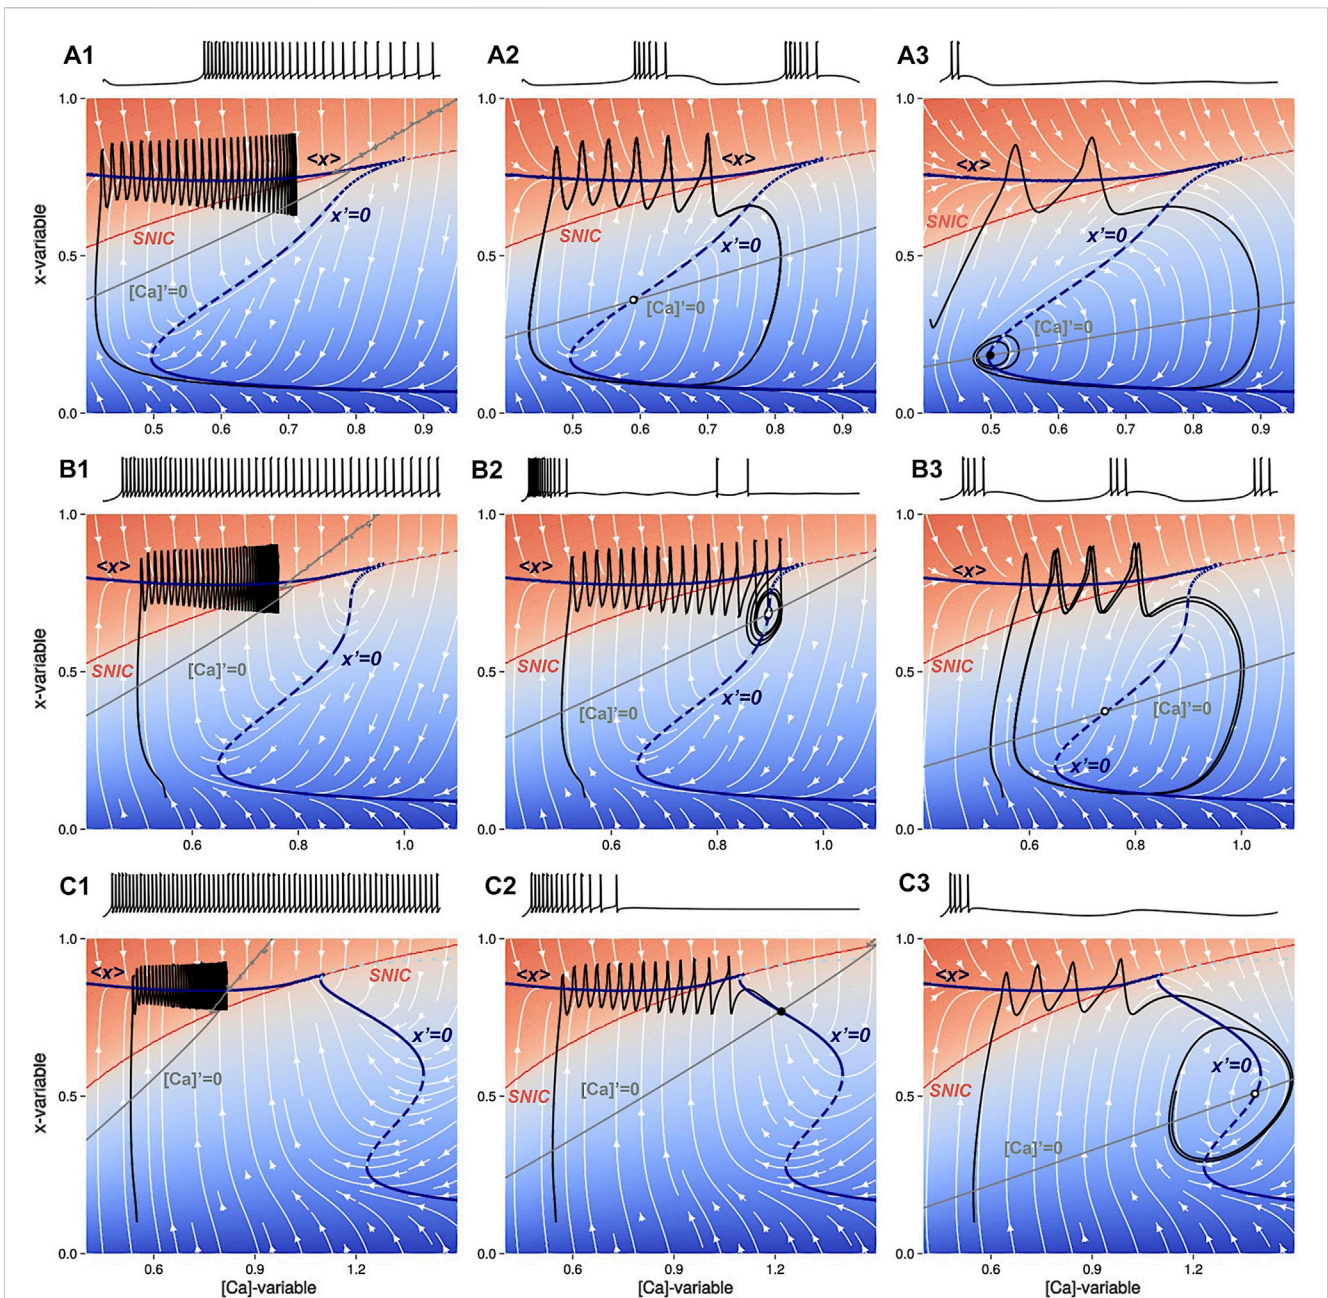 A1
A2
A3
1.0
<x>
<x>
<x>
SNIC
x'=0
SNIC
x'=0
SNIC
x'=0
x-variable
0.5
[Ca]'=0
[Ca]'=0
[Ca]'=0
0.0
0.0
0.0
0.5 0.6 0.7 0.8 0.9
0.5 0.6 0.7 0.8 0.9
0.5 0.6 0.7 0.8 0.9
B1
B2
B3
1.0
1.0
1.0
<x>
<x>
<x>
SNIC
[Ca]'=0
x'=0
SNIC
[Ca]'=0
x'=0
SNIC
[Ca]'=0
x'=0
x-variable
0.5
0.5
0.5
0.0
0.0
0.0
0.6 0.8 1.0
0.6 0.8 1.0
0.6 0.8 1.0
C1
C2
C3
1.0
1.0
1.0
<x>
SNIC
<x>
<x>
x'=0
x'=0
x'=0
[Ca]'=0
SNIC
[Ca]'=0
SNIC
[Ca]'=0
x-variable
0.5
0.5
0.5
0.0
0.0
0.0
0.6 0.9 1.2
0.6 0.9 1.2
0.6 0.9 1.2
[Ca]-variable
[Ca]-variable
[Ca]-variable